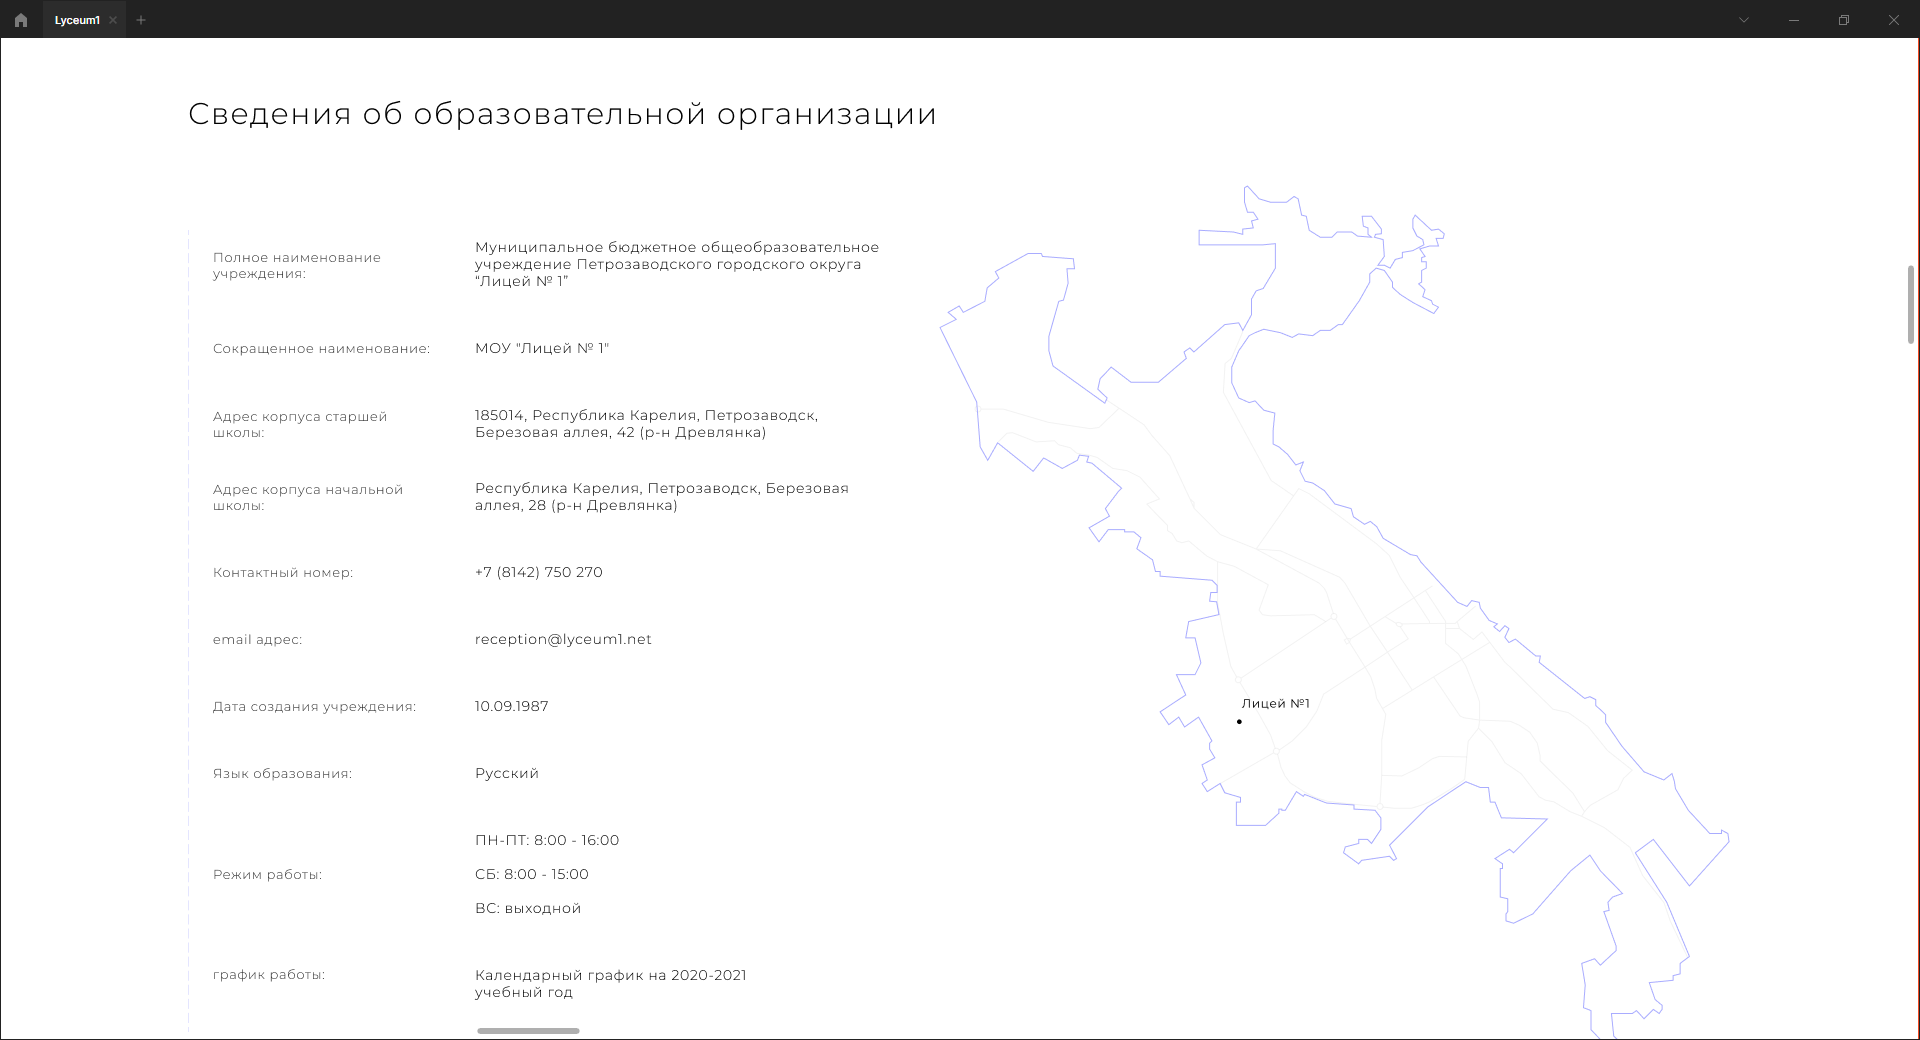 Lyceum1
Сведения об образовательной организации
Полное наименование
учреждения:
Муниципальное бюджетное общеобразовательное
учреждение Петрозаводского городского округа
“Лицей № 1”
Сокращенное наименование:
МОУ "Лицей № 1"
Адрес корпуса старшей
школы:
185014, Республика Карелия, Петрозаводск,
Березовая аллея, 42 (р-н Древлянка)
Адрес корпуса начальной
школы:
Республика Карелия, Петрозаводск, Березовая
аллея, 28 (р-н Древлянка)
Контактный номер:
+7 (8142) 750 270
email адрес:
reception@lyceum1.net
Дата создания учреждения:
10.09.1987
Язык образования:
Русский
Режим работы:
ПН-ПТ: 8:00 - 16:00
СБ: 8:00 - 15:00
ВС: выходной
график работы:
Календарный график на 2020-2021
учебный год
Лицей №1